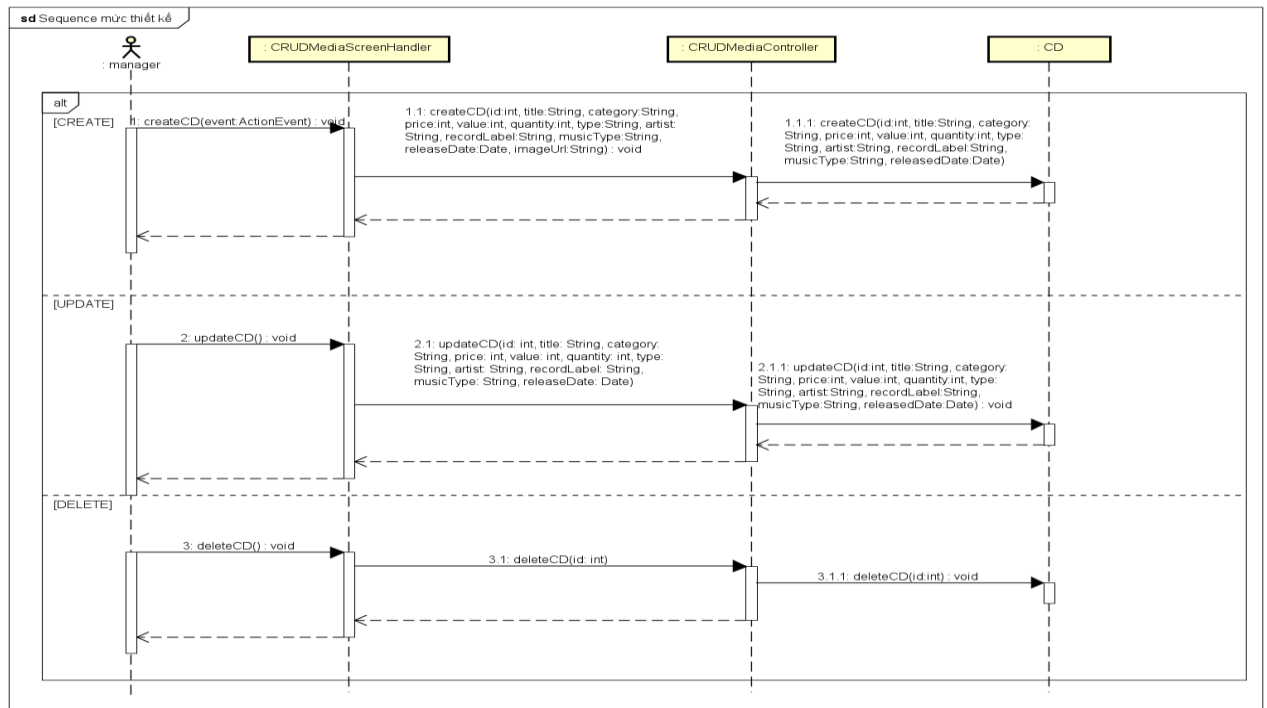 sd Sequence mức thiết kế
: manager
: CRUDMediaScreenHandler
: CRUDMediaController
: CD
alt
[CREATE]
1: createCD(event:ActionEvent) : void
1.1: createCD(id:int, title:String, category:String,
price:int, value:int, quantity:int, type:String, artist:
String, recordLabel:String, musicType:String,
releaseDate:Date, imageUrl:String) : void
1.1.1: createCD(id:int, title:String, category:
String, price:int, value:int, quantity:int, type:
String, artist:String, recordLabel:String,
musicType:String, releasedDate:Date)
[UPDATE]
2: updateCD() : void
2.1: updateCD(id: int, title: String, category:
String, price: int, value: int, quantity: int, type:
String, artist: String, recordLabel: String,
musicType: String, releaseDate: Date)
2.1.1: updateCD(id:int, title:String, category:
String, price:int, value:int, quantity:int, type:
String, artist:String, recordLabel:String,
musicType:String, releasedDate:Date) : void
[DELETE]
3: deleteCD() : void
3.1: deleteCD(id: int)
3.1.1: deleteCD(id:int) : void